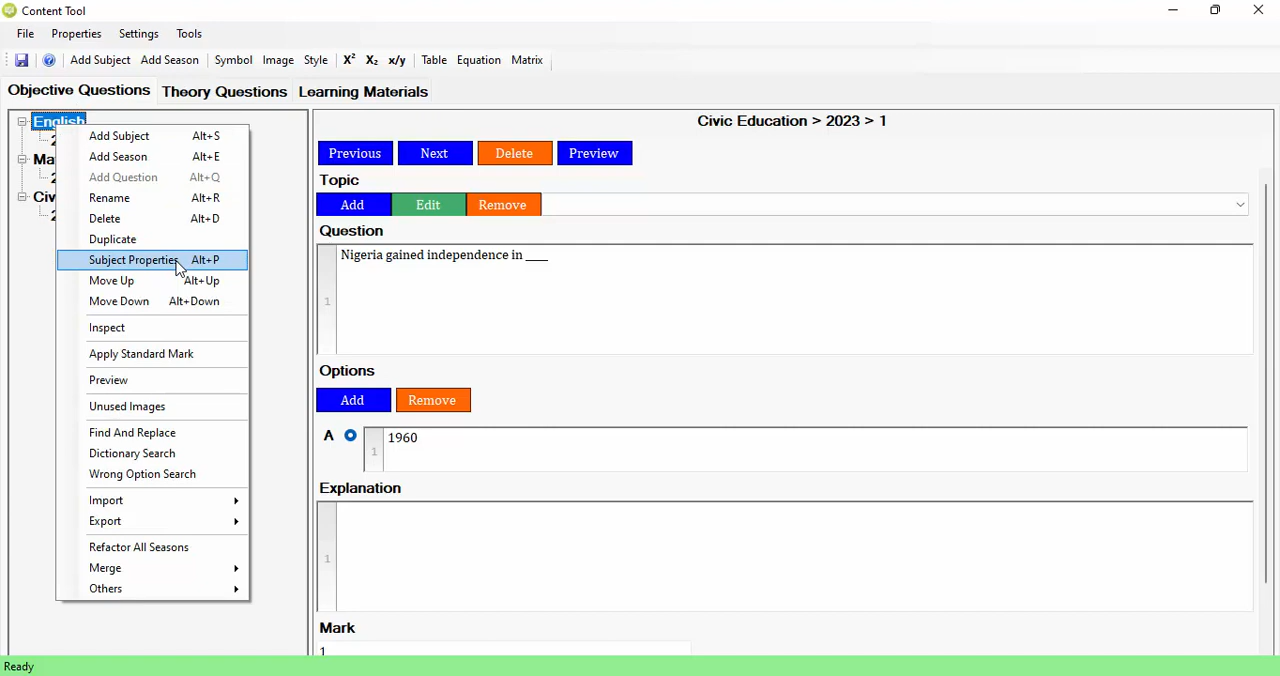 Content Tool
File Properties Settings Tools
Add Subject Add Season Symbol Image Style X² X₂ x/y Table Equation Matrix
Objective Questions Theory Questions Learning Materials
English
Ma
Civ
Add Subject Alt+S
Add Season Alt+E
Add Question Alt+Q
Rename Alt+R
Delete Alt+D
Duplicate
Subject Properties Alt+P
Move Up Alt+Up
Move Down Alt+Down
Inspect
Apply Standard Mark
Preview
Unused Images
Find And Replace
Dictionary Search
Wrong Option Search
Import
Export
Refactor All Seasons
Merge
Others
Civic Education > 2023 > 1
Previous Next Delete Preview
Topic
Add Edit Remove
Question
1 Nigeria gained independence in ____
Options
Add Remove
A 1 1960
Explanation
1
Mark
1
Ready